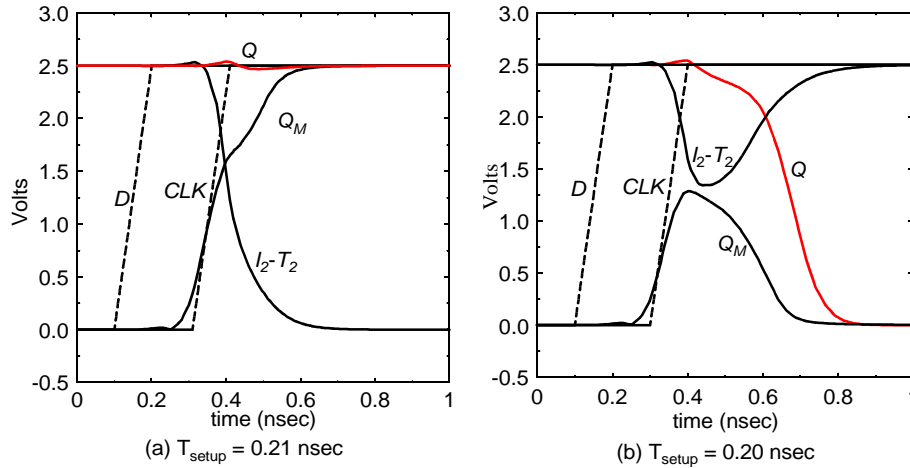 Q
3.0
2.5
2.0
1.5
1.0
0.5
0.0
-0.5
Volts
D
CLK
Q_M
I_2-T_2
0 0.2 0.4 0.6 0.8 1
time (nsec)
(a) T_setup = 0.21 nsec
3.0
2.5
2.0
1.5
1.0
0.5
0.0
-0.5
Volts
D
CLK
I_2-T_2
Q
Q_M
0 0.2 0.4 0.6 0.8 1
time (nsec)
(b) T_setup = 0.20 nsec